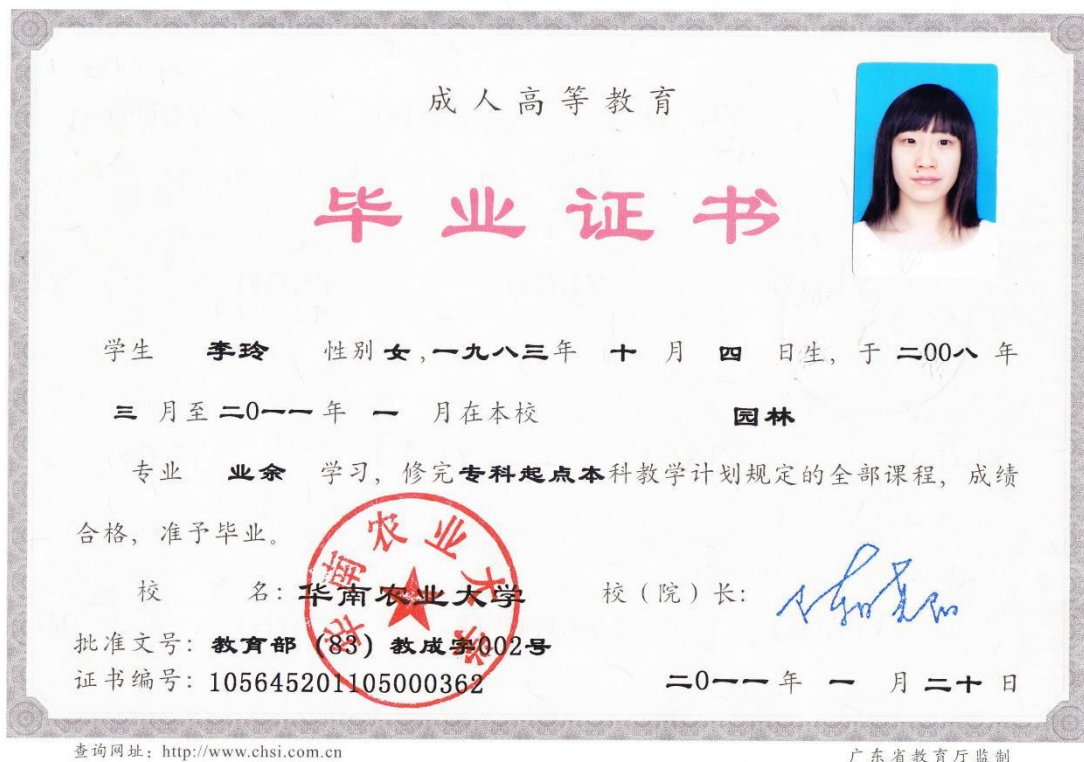 成人高等教育
毕业证书
学生 李玲 性别 女,一九八三年 十 月 四 日生, 于 二00八 年
三 月至 二0一一 年 一 月在本校 园林
专业 业余 学习, 修完专科起点本科教学计划规定的全部课程, 成绩
合格, 准予毕业。
华南农业大学
校 名: 华南农业大学 校(院)长:
批准文号: 教育部 (83) 教成字002号
证书编号: 105645201105000362 二0一一 年 一 月 二十 日
查询网址: http://www.chsi.com.cn 广东省教育厅监制